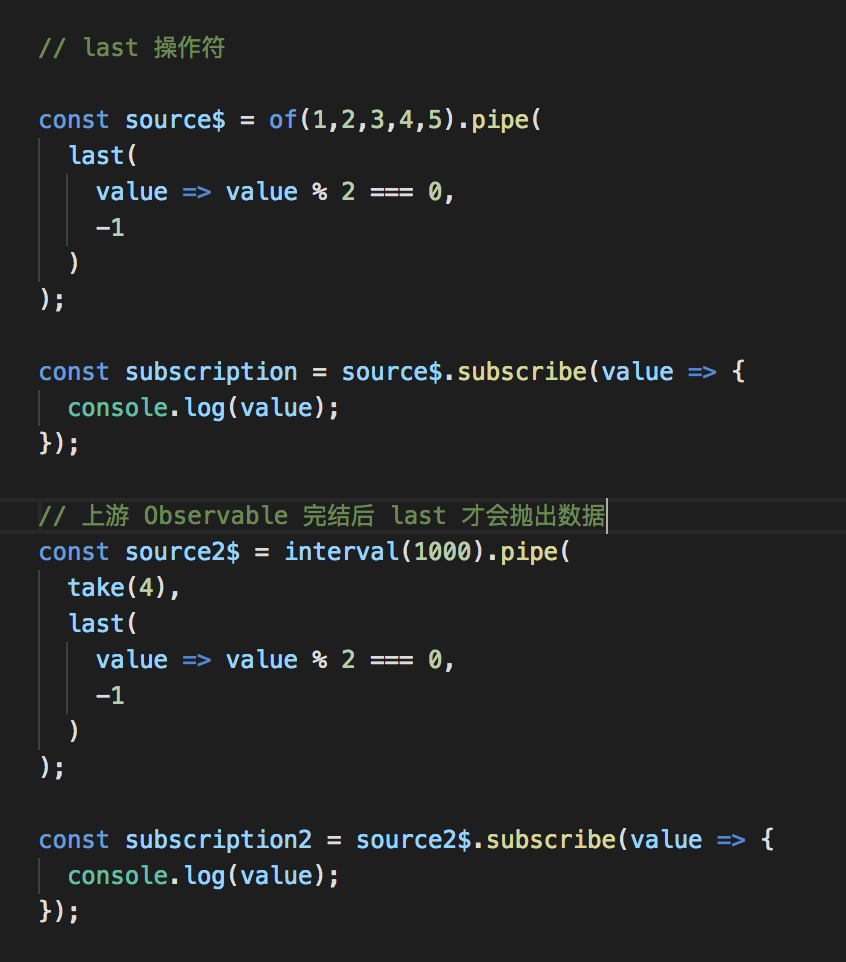 // last 操作符
const source$ = of(1,2,3,4,5).pipe(
  last(
    value => value % 2 === 0,
    -1
  )
);
const subscription = source$.subscribe(value => {
  console.log(value);
});
// 上游 Observable 完结后 last 才会抛出数据
const source2$ = interval(1000).pipe(
  take(4),
  last(
    value => value % 2 === 0,
    -1
  )
);
const subscription2 = source2$.subscribe(value => {
  console.log(value);
});